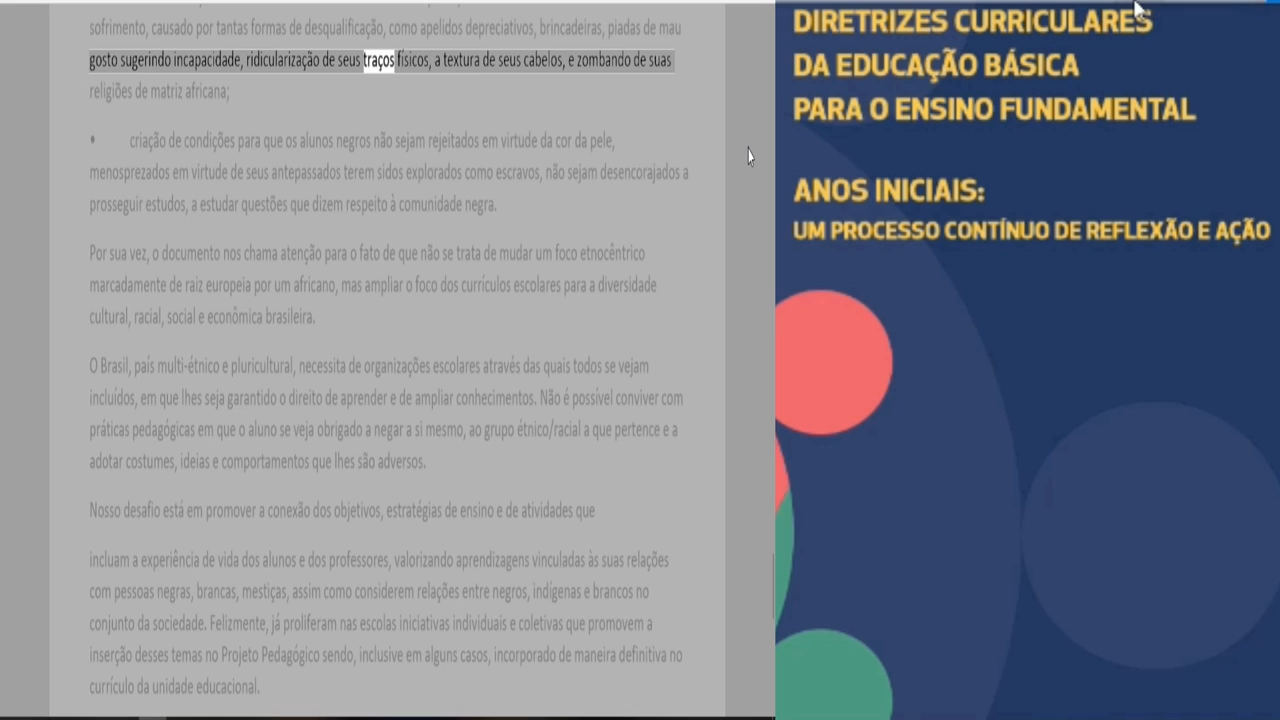 sofrimento, causado por tantas formas de desqualificação, como apelidos depreciativos, brincadeiras, piadas de mau
gosto sugerindo incapacidade, ridicularização de seus traços físicos, a textura de seus cabelos, e zombando de suas
religiões de matriz africana;
• criação de condições para que os alunos negros não sejam rejeitados em virtude da cor da pele,
menosprezados em virtude de seus antepassados terem sidos explorados como escravos, não sejam desencorajados a
prosseguir estudos, a estudar questões que dizem respeito à comunidade negra.
Por sua vez, o documento nos chama atenção para o fato de que não se trata de mudar um foco etnocêntrico
marcadamente de raiz europeia por um africano, mas ampliar o foco dos currículos escolares para a diversidade
cultural, racial, social e econômica brasileira.
O Brasil, país multi-étnico e pluricultural, necessita de organizações escolares através das quais todos se vejam
incluídos, em que lhes seja garantido o direito de aprender e de ampliar conhecimentos. Não é possível conviver com
práticas pedagógicas em que o aluno se veja obrigado a negar a si mesmo, ao grupo étnico/racial a que pertence e a
adotar costumes, ideias e comportamentos que lhes são adversos.
Nosso desafio está em promover a conexão dos objetivos, estratégias de ensino e de atividades que
incluam a experiência de vida dos alunos e dos professores, valorizando aprendizagens vinculadas às suas relações
com pessoas negras, brancas, mestiças, assim como considerem relações entre negros, indígenas e brancos no
conjunto da sociedade. Felizmente, já proliferam nas escolas iniciativas individuais e coletivas que promovem a
inserção desses temas no Projeto Pedagógico sendo, inclusive em alguns casos, incorporado de maneira definitiva no
currículo da unidade educacional.
DIRETRIZES CURRICULARES
DA EDUCAÇÃO BÁSICA
PARA O ENSINO FUNDAMENTAL
ANOS INICIAIS:
UM PROCESSO CONTÍNUO DE REFLEXÃO E AÇÃO